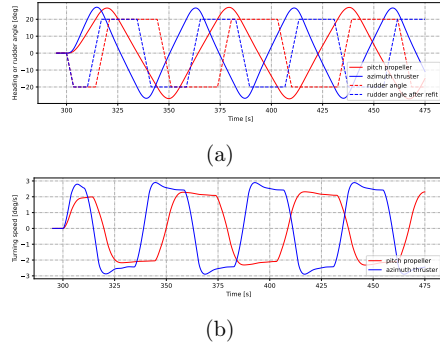 Heading or rudder angle [deg]
20
10
0
−10
−20
pitch propeller
azimuth thruster
rudder angle
rudder angle after refit
300 325 350 375 400 425 450 475
Time [s]
(a)
Turning speed [deg/s]
3
2
1
0
−1
−2
−3
pitch propeller
azimuth thruster
300 325 350 375 400 425 450 475
Time [s]
(b)